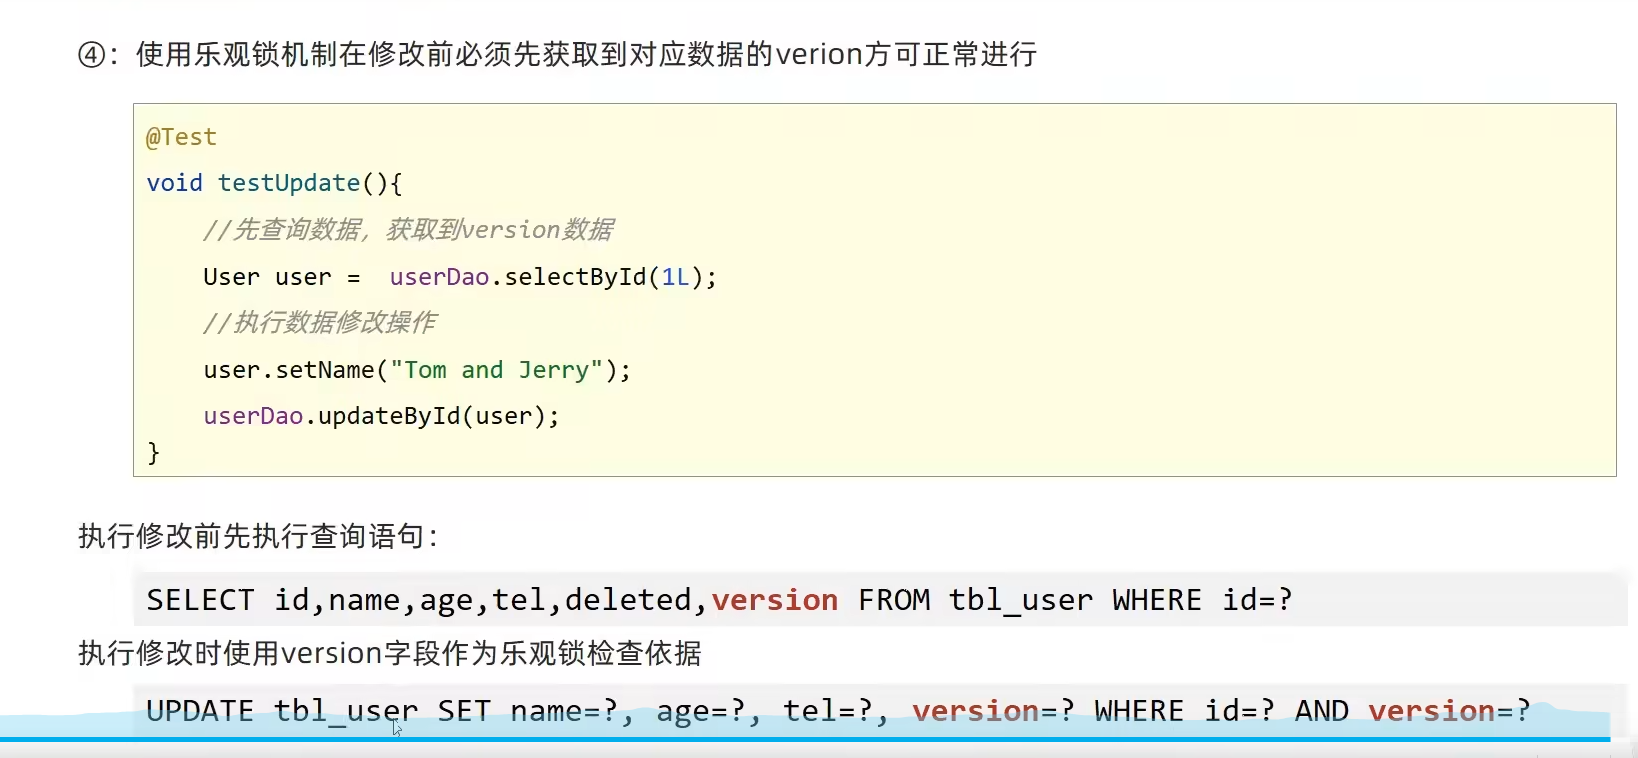 ④：使用乐观锁机制在修改前必须先获取到对应数据的verion方可正常进行
@Test
void testUpdate(){
//先查询数据，获取到version数据
User user =  userDao.selectById(1L);
//执行数据修改操作
user.setName("Tom and Jerry");
userDao.updateById(user);
}
执行修改前先执行查询语句：
SELECT id,name,age,tel,deleted,version FROM tbl_user WHERE id=?
执行修改时使用version字段作为乐观锁检查依据
UPDATE tbl_user SET name=?, age=?, tel=?, version=? WHERE id=? AND version=?